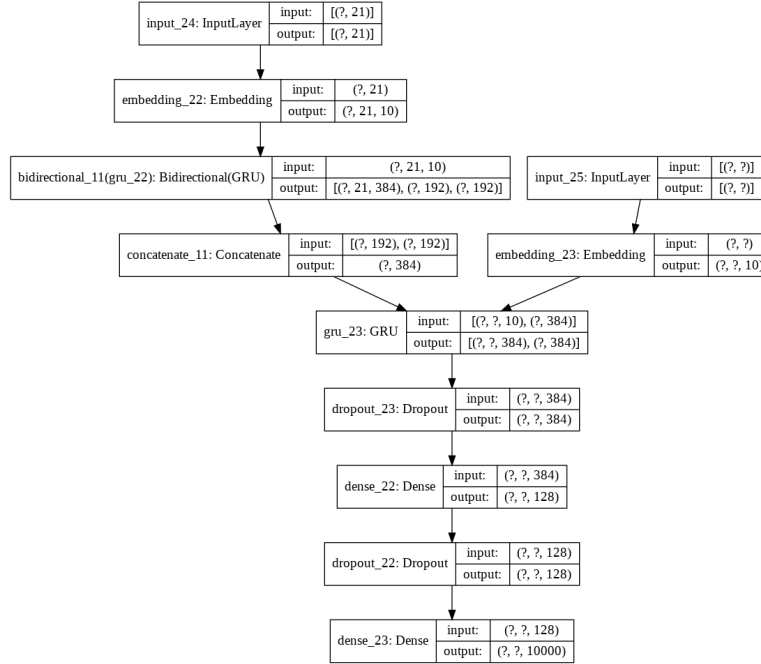 input_24: InputLayer
input: [(?, 21)]
output: [(?, 21)]
embedding_22: Embedding
input: (?, 21)
output: (?, 21, 10)
bidirectional_11(gru_22): Bidirectional(GRU)
input: (?, 21, 10)
output: [(?, 21, 384), (?, 192), (?, 192)]
input_25: InputLayer
input: [(?, ?)]
output: [(?, ?)]
concatenate_11: Concatenate
input: [(?, 192), (?, 192)]
output: (?, 384)
embedding_23: Embedding
input: (?, ?)
output: (?, ?, 10)
gru_23: GRU
input: [(?, ?, 10), (?, 384)]
output: [(?, ?, 384), (?, 384)]
dropout_23: Dropout
input: (?, ?, 384)
output: (?, ?, 384)
dense_22: Dense
input: (?, ?, 384)
output: (?, ?, 128)
dropout_22: Dropout
input: (?, ?, 128)
output: (?, ?, 128)
dense_23: Dense
input: (?, ?, 128)
output: (?, ?, 10000)